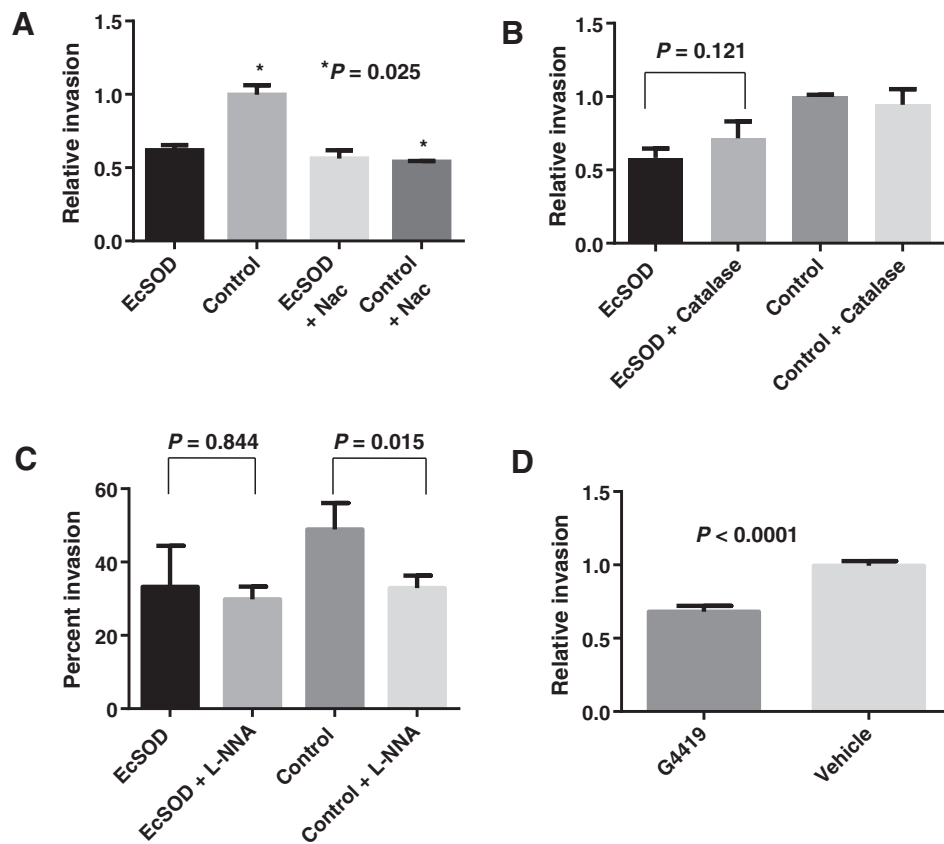 A
Relative invasion
1.5
1.0
0.5
0.0
*
*P = 0.025
*
EcSOD
Control
EcSOD
+ Nac
Control
+ Nac
B
Relative invasion
1.5
1.0
0.5
0.0
P = 0.121
EcSOD
EcSOD + Catalase
Control
Control + Catalase
C
Percent invasion
60
40
20
0
P = 0.844
P = 0.015
EcSOD
EcSOD + L-NNA
Control
Control + L-NNA
D
Relative invasion
1.5
1.0
0.5
0.0
P < 0.0001
G4419
Vehicle